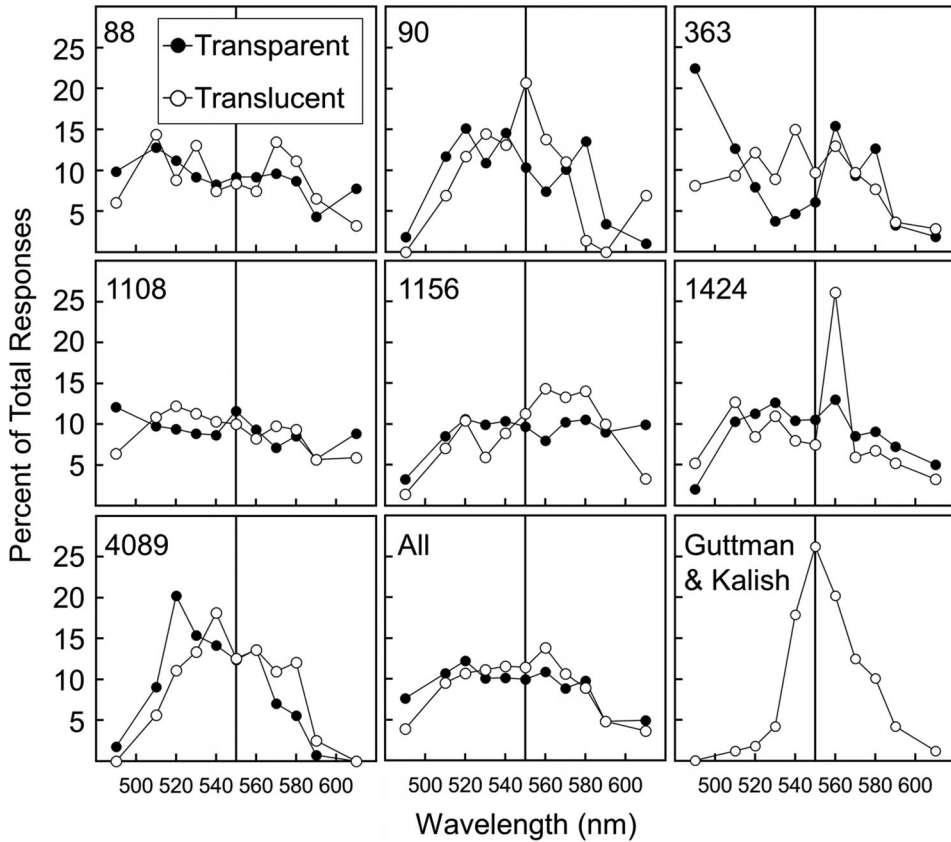 Percent of Total Responses
88
Transparent
Translucent
90
363
25
20
15
10
5
1108
1156
1424
25
20
15
10
5
4089
All
Guttman
& Kalish
25
20
15
10
5
500 520 540 560 580 600
500 520 540 560 580 600
500 520 540 560 580 600
Wavelength (nm)